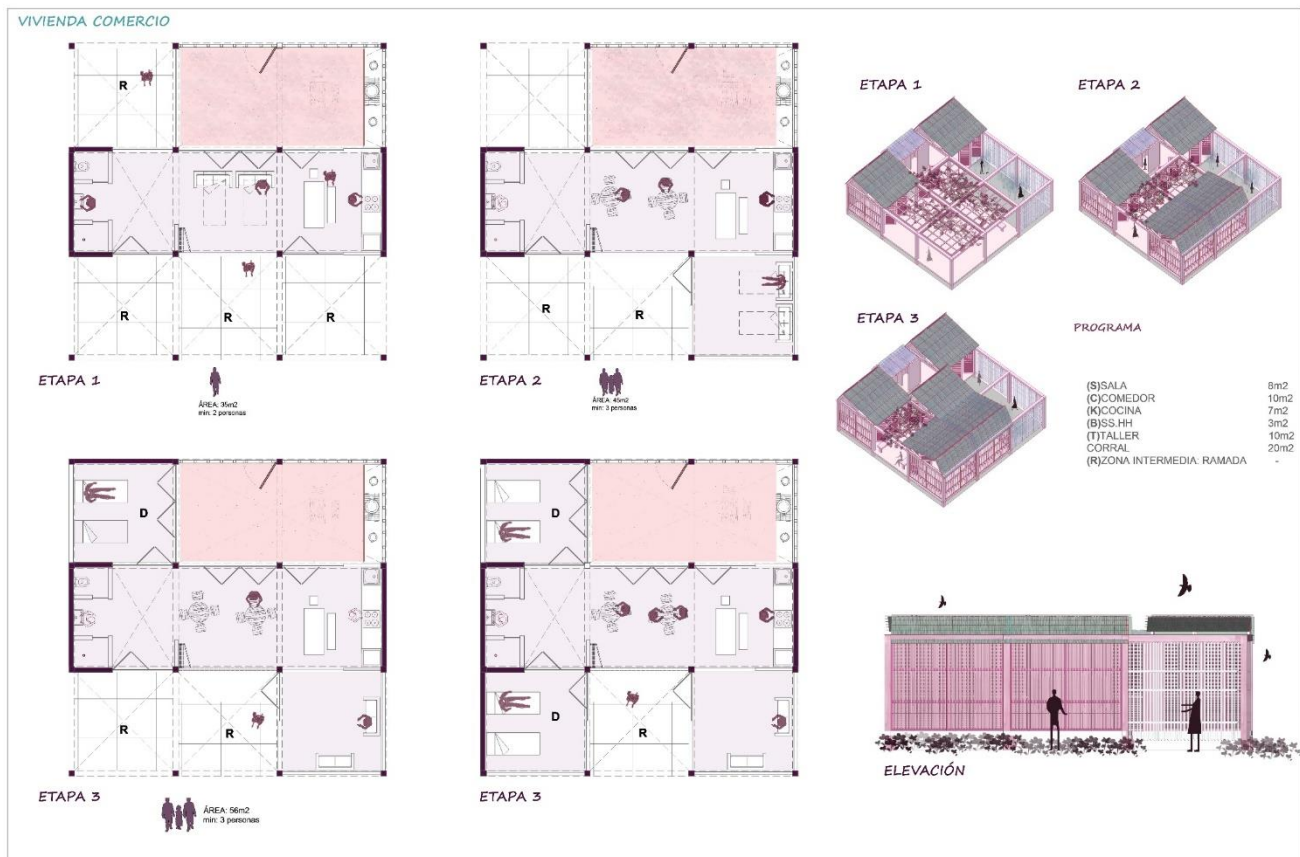 VIVIENDA COMERCIO
R
R
R
R
ETAPA 1
ÁREA: 35m2
min: 2 personas
R
R
ETAPA 2
ÁREA: 45m2
min: 3 personas
D
R
R
ETAPA 3
ÁREA: 56m2
min: 3 personas
D
D
R
ETAPA 3
ETAPA 1
ETAPA 2
ETAPA 3
PROGRAMA
(S)SALA 8m2
(C)COMEDOR 10m2
(K)COCINA 7m2
(B)SS.HH 3m2
(T)TALLER 10m2
CORRAL 20m2
(R)ZONA INTERMEDIA: RAMADA -
ELEVACIÓN